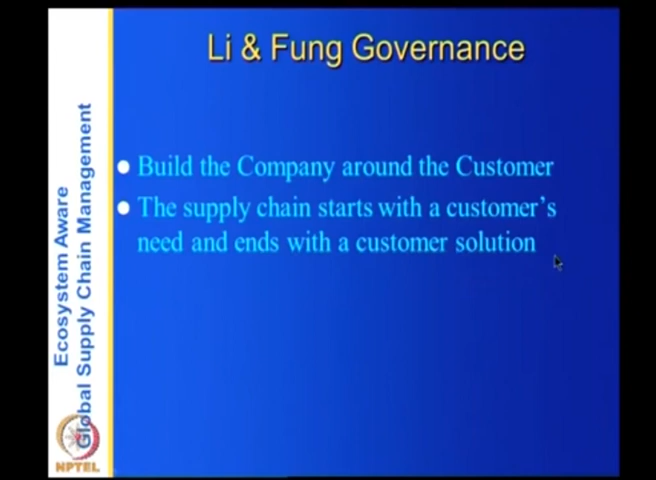 Li & Fung Governance
Build the Company around the Customer
The supply chain starts with a customer's
need and ends with a customer solution
Ecosystem Aware
Global Supply Chain Management
NPTEL